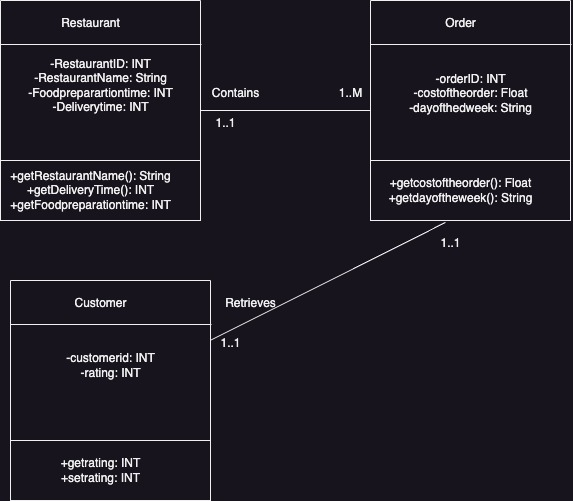 Restaurant
-RestaurantID: INT
-RestaurantName: String
-Foodpreparartiontime: INT
-Deliverytime: INT
+getRestaurantName(): String
+getDeliveryTime(): INT
+getFoodpreparationtime: INT
Contains
1..M
1..1
Order
-orderID: INT
-costoftheorder: Float
-dayofthedweek: String
+getcostoftheorder(): Float
+getdayoftheweek(): String
1..1
Retrieves
1..1
Customer
-customerid: INT
-rating: INT
+getrating: INT
+setrating: INT